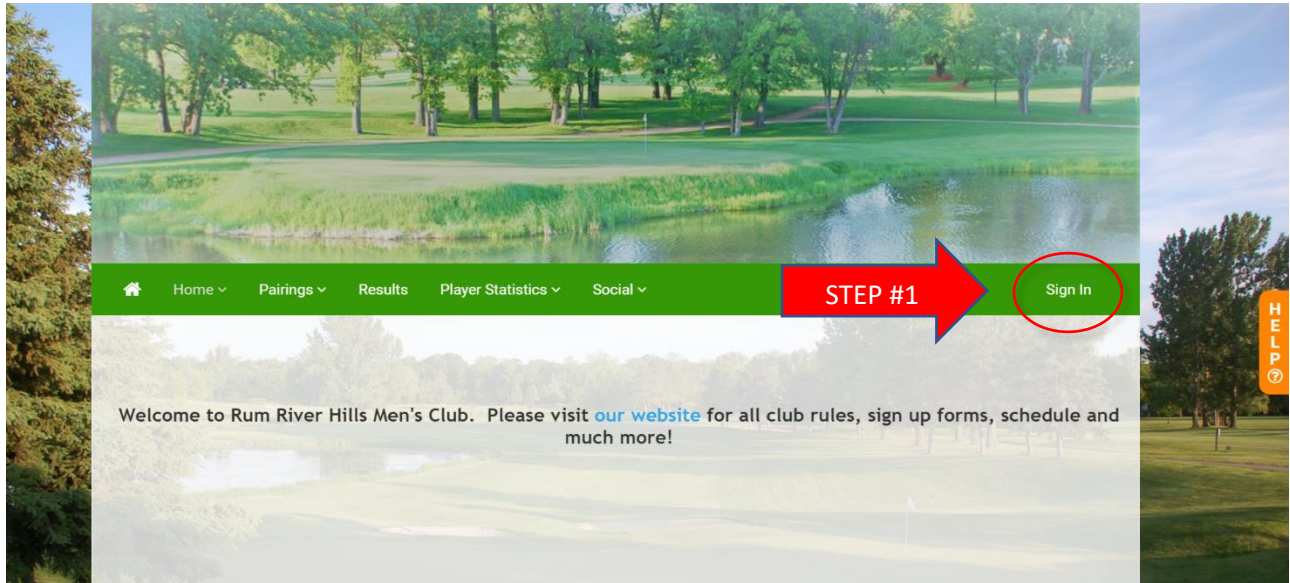 Home Pairings Results Player Statistics Social STEP #1 Sign In
HELP?
Welcome to Rum River Hills Men's Club. Please visit our website for all club rules, sign up forms, schedule and
much more!